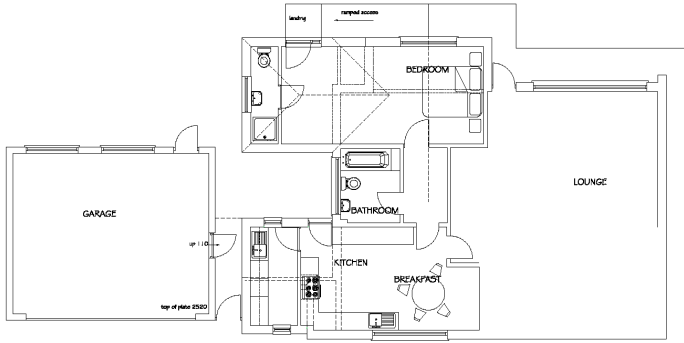 landing
ramped access
BEDROOM
LOUNGE
GARAGE
BATHROOM
up 110
KITCHEN
BREAKFAST
top of plate 2520